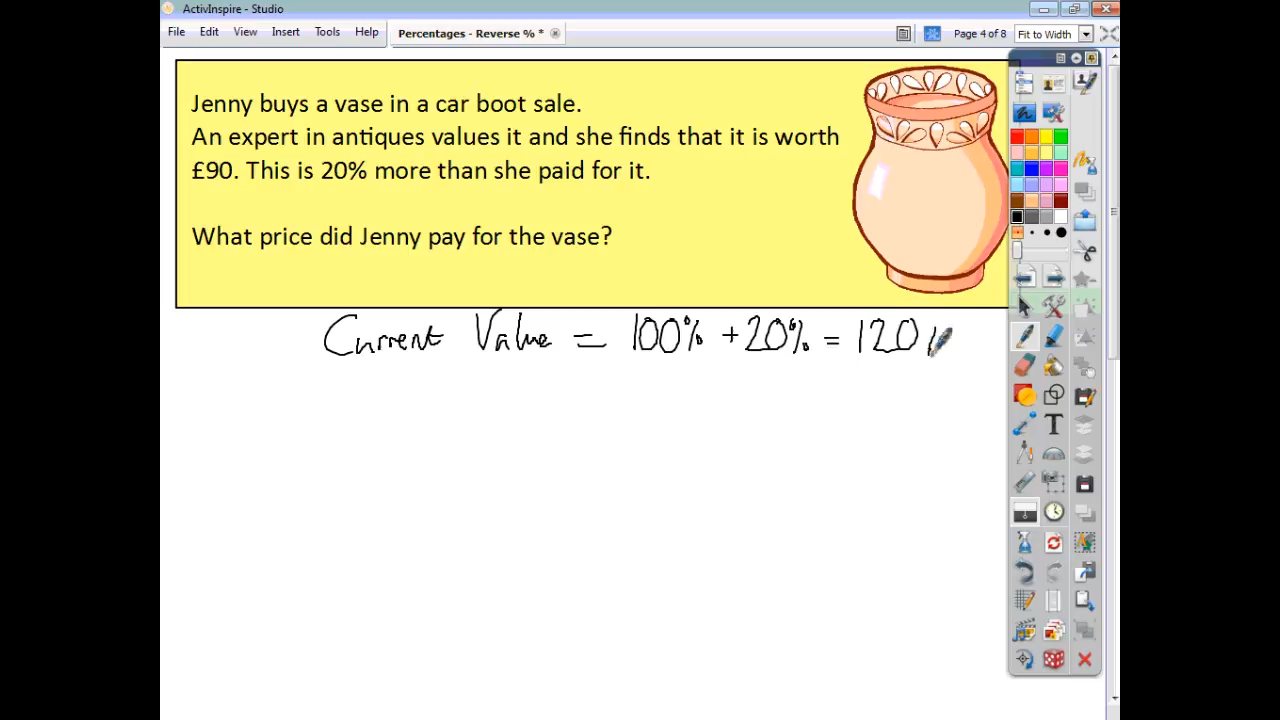 ActivInspire - Studio
File Edit View Insert Tools Help
Percentages - Reverse % *
Page 4 of 8
Fit to Width
Jenny buys a vase in a car boot sale.
An expert in antiques values it and she finds that it is worth
£90. This is 20% more than she paid for it.
What price did Jenny pay for the vase?
Current Value = 100% + 20% = 120